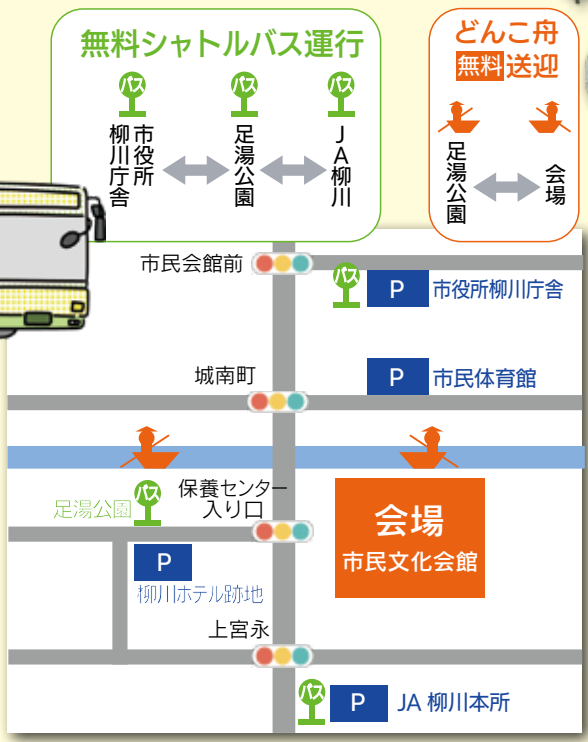 無料シャトルバス運行
バス
バス
バス
市役所
柳川庁舎
足湯公園
JA柳川
どんこ舟
無料送迎
足湯公園
会場
市民会館前
バス
P
市役所柳川庁舎
城南町
P
市民体育館
足湯公園
バス
保養センター
入り口
会場
市民文化会館
P
柳川ホテル跡地
上宮永
バス
P
JA 柳川本所